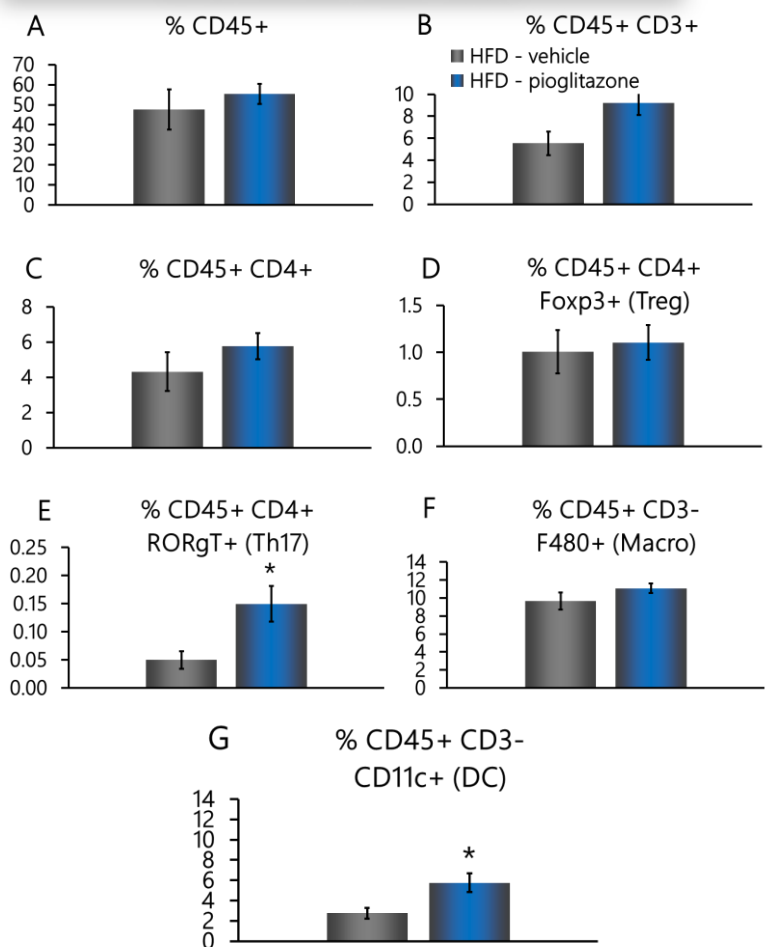 A
% CD45+
70
60
50
40
30
20
10
0
B
% CD45+ CD3+
HFD - vehicle
HFD - pioglitazone
10
8
6
4
2
0
C
% CD45+ CD4+
8
6
4
2
0
D
% CD45+ CD4+
Foxp3+ (Treg)
1.5
1.0
0.5
0.0
E
% CD45+ CD4+
RORgT+ (Th17)
0.25
0.20
0.15
0.10
0.05
0.00
*
F
% CD45+ CD3-
F480+ (Macro)
14
12
10
8
6
4
2
0
G
% CD45+ CD3-
CD11c+ (DC)
14
12
10
8
6
4
2
0
*